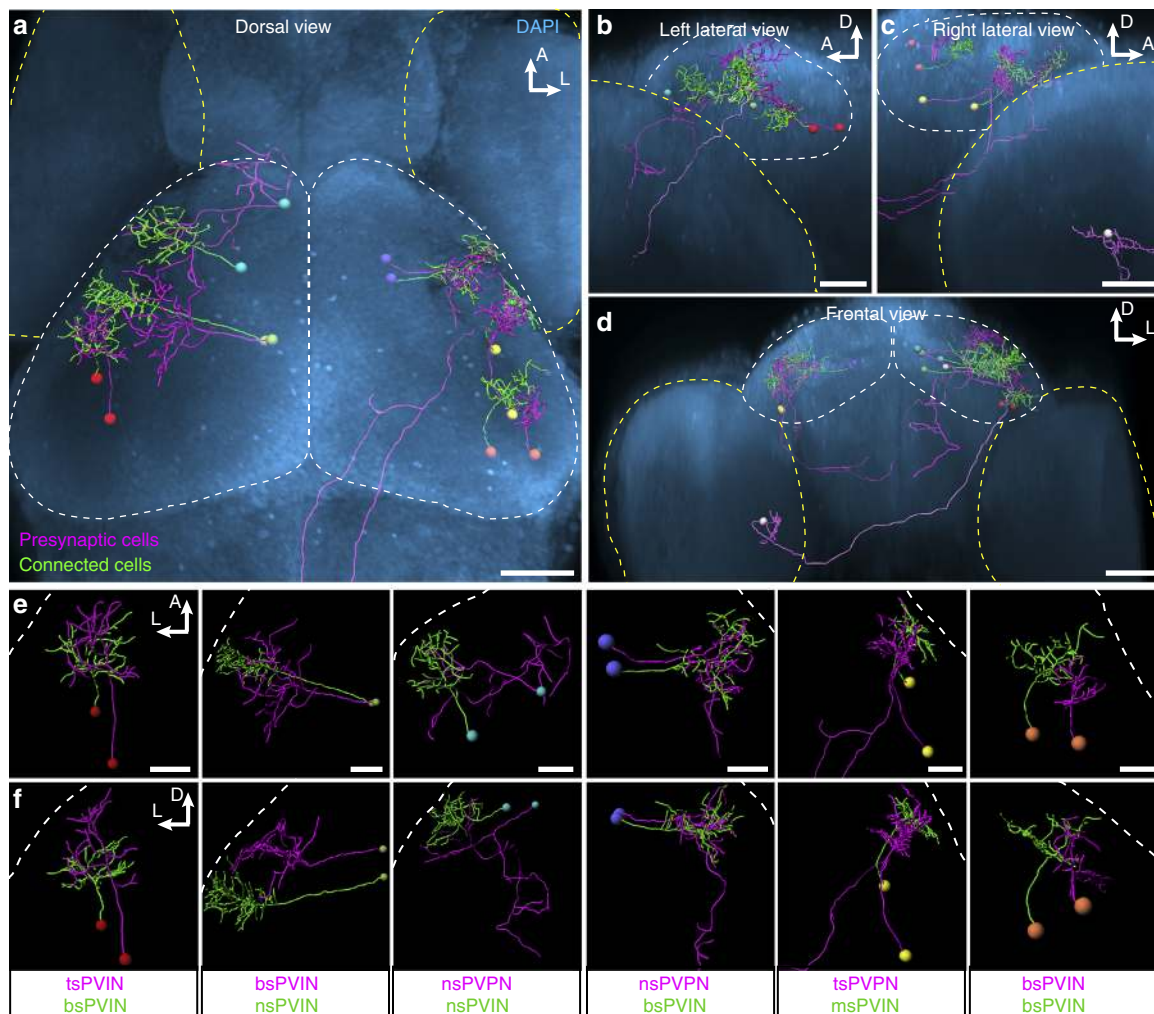 a Dorsal view DAPI
A
L
Presynaptic cells
Connected cells
b Left lateral view D
A
c Right lateral view D
A
d Frontal view D
L
e A
L
f D
L
tsPVIN bsPVIN nsPVPN nsPVPN tsPVPN bsPVIN
bsPVIN nsPVIN nsPVIN bsPVIN msPVIN bsPVIN